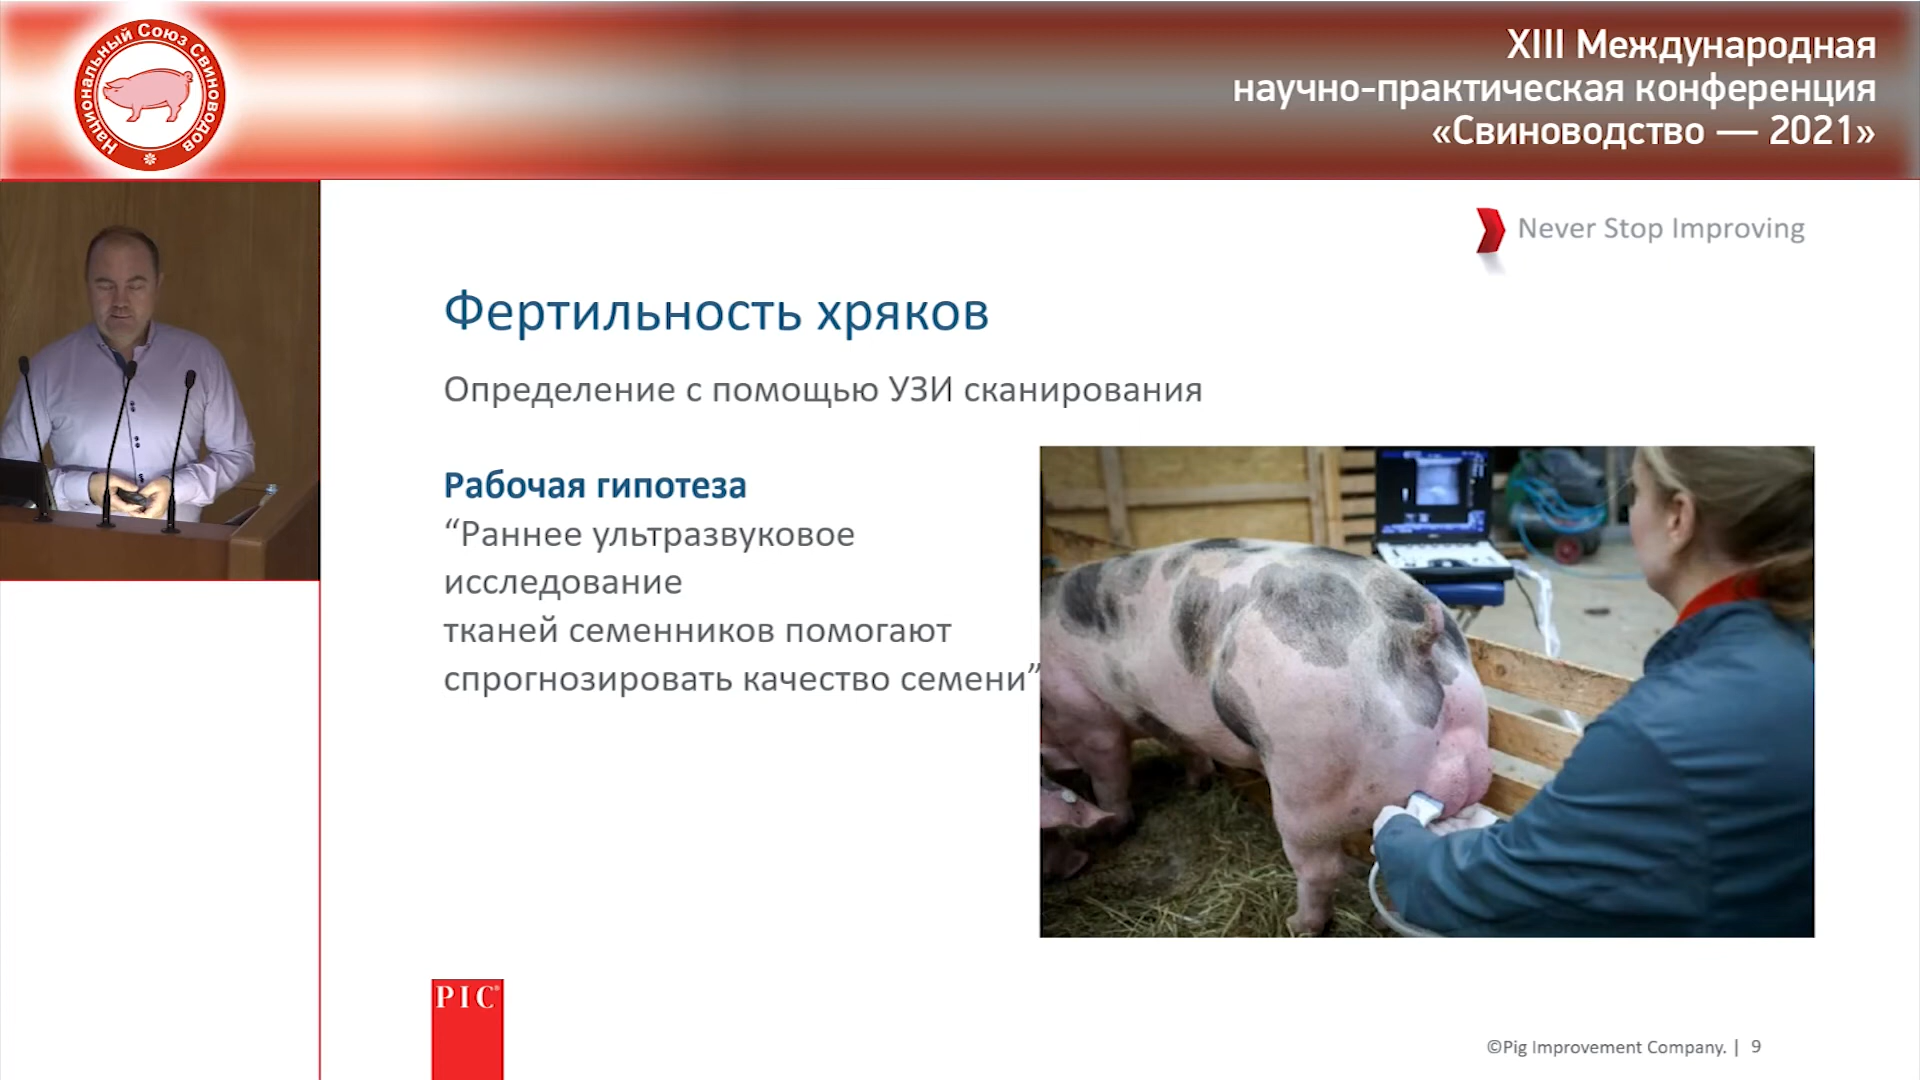 Национальный Союз Свиноводов
XIII Международная
научно-практическая конференция
«Свиноводство — 2021»
Never Stop Improving
Фертильность хряков
Определение с помощью УЗИ сканирования
Рабочая гипотеза
“Раннее ультразвуковое
исследование
тканей семенников помогают
спрогнозировать качество семени”
PIC®
©Pig Improvement Company. | 9